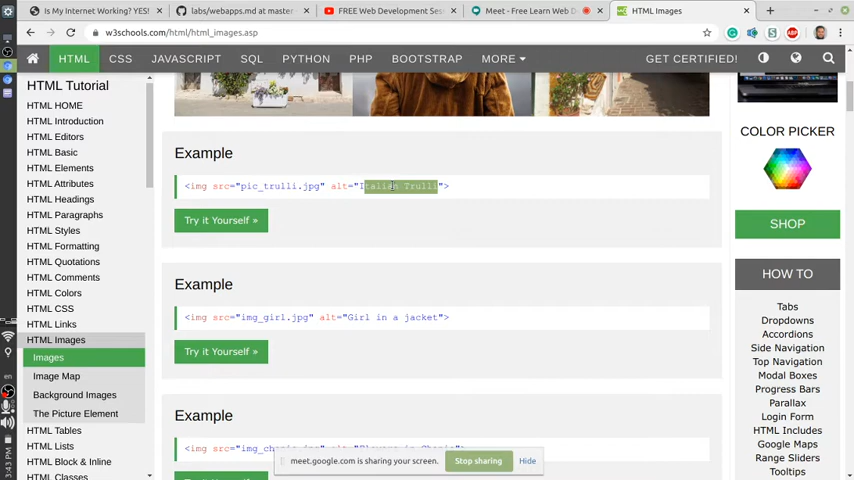 Is My Internet Working? YES!
labs/webapps.md at master
FREE Web Development Ses
Meet - Free Learn Web D
HTML Images
w3schools.com/html/html_images.asp
HTML CSS JAVASCRIPT SQL PYTHON PHP BOOTSTRAP MORE GET CERTIFIED!
HTML Tutorial
HTML HOME
HTML Introduction
HTML Editors
HTML Basic
HTML Elements
HTML Attributes
HTML Headings
HTML Paragraphs
HTML Styles
HTML Formatting
HTML Quotations
HTML Comments
HTML Colors
HTML CSS
HTML Links
HTML Images
Images
Image Map
Background Images
The Picture Element
HTML Tables
HTML Lists
HTML Block & Inline
HTML Classes
Example
<img src="pic_trulli.jpg" alt="Italian Trulli">
Try it Yourself »
Example
<img src="img_girl.jpg" alt="Girl in a jacket">
Try it Yourself »
Example
meet.google.com is sharing your screen. Stop sharing Hide
COLOR PICKER
SHOP
HOW TO
Tabs
Dropdowns
Accordions
Side Navigation
Top Navigation
Modal Boxes
Progress Bars
Parallax
Login Form
HTML Includes
Google Maps
Range Sliders
Tooltips
en
3:43 PM